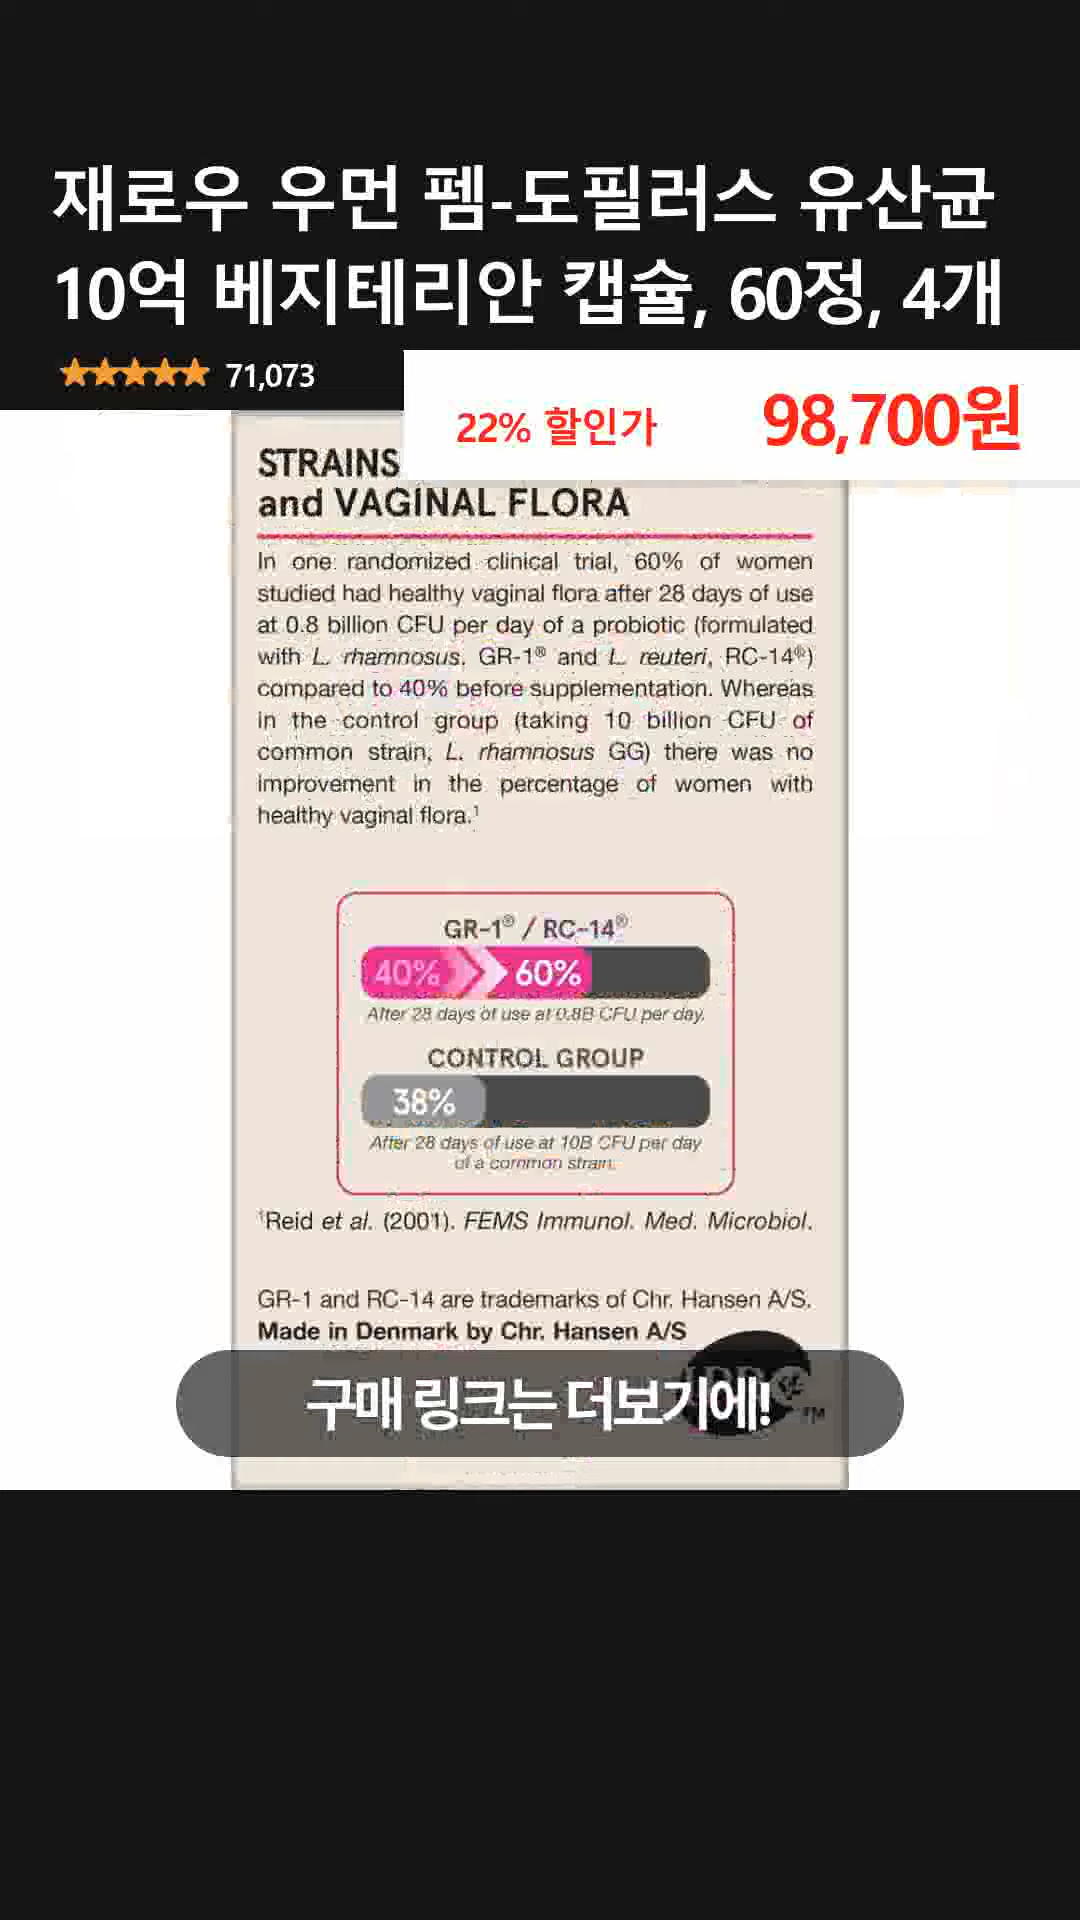 재로우 우먼 펨-도필러스 유산균
10억 베지테리안 캡슐, 60정, 4개
71,073
22% 할인가 98,700원
STRAINS
and VAGINAL FLORA
In one randomized clinical trial, 60% of women
studied had healthy vaginal flora after 28 days of use
at 0.8 billion CFU per day of a probiotic (formulated
with L. rhamnosus, GR-1® and L. reuteri, RC-14®)
compared to 40% before supplementation. Whereas
in the control group (taking 10 billion CFU of
common strain, L. rhamnosus GG) there was no
improvement in the percentage of women with
healthy vaginal flora.¹
GR-1® / RC-14®
40% 60%
After 28 days of use at 0.8B CFU per day.
CONTROL GROUP
38%
After 28 days of use at 10B CFU per day
of a common strain.
¹Reid et al. (2001). FEMS Immunol. Med. Microbiol.
GR-1 and RC-14 are trademarks of Chr. Hansen A/S.
Made in Denmark by Chr. Hansen A/S
구매 링크는 더보기에!
TM